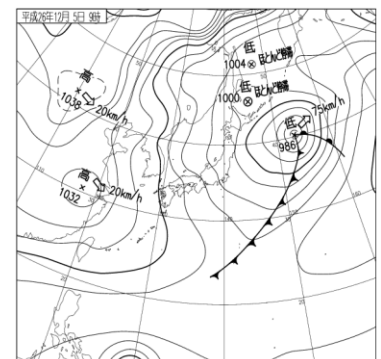 平成26年12月 5日 9時
低
1004
ほとんど停滞
低
1000
ほとんど停滞
高
1038
20km/h
75km/h
低
986
高
1032
20km/h